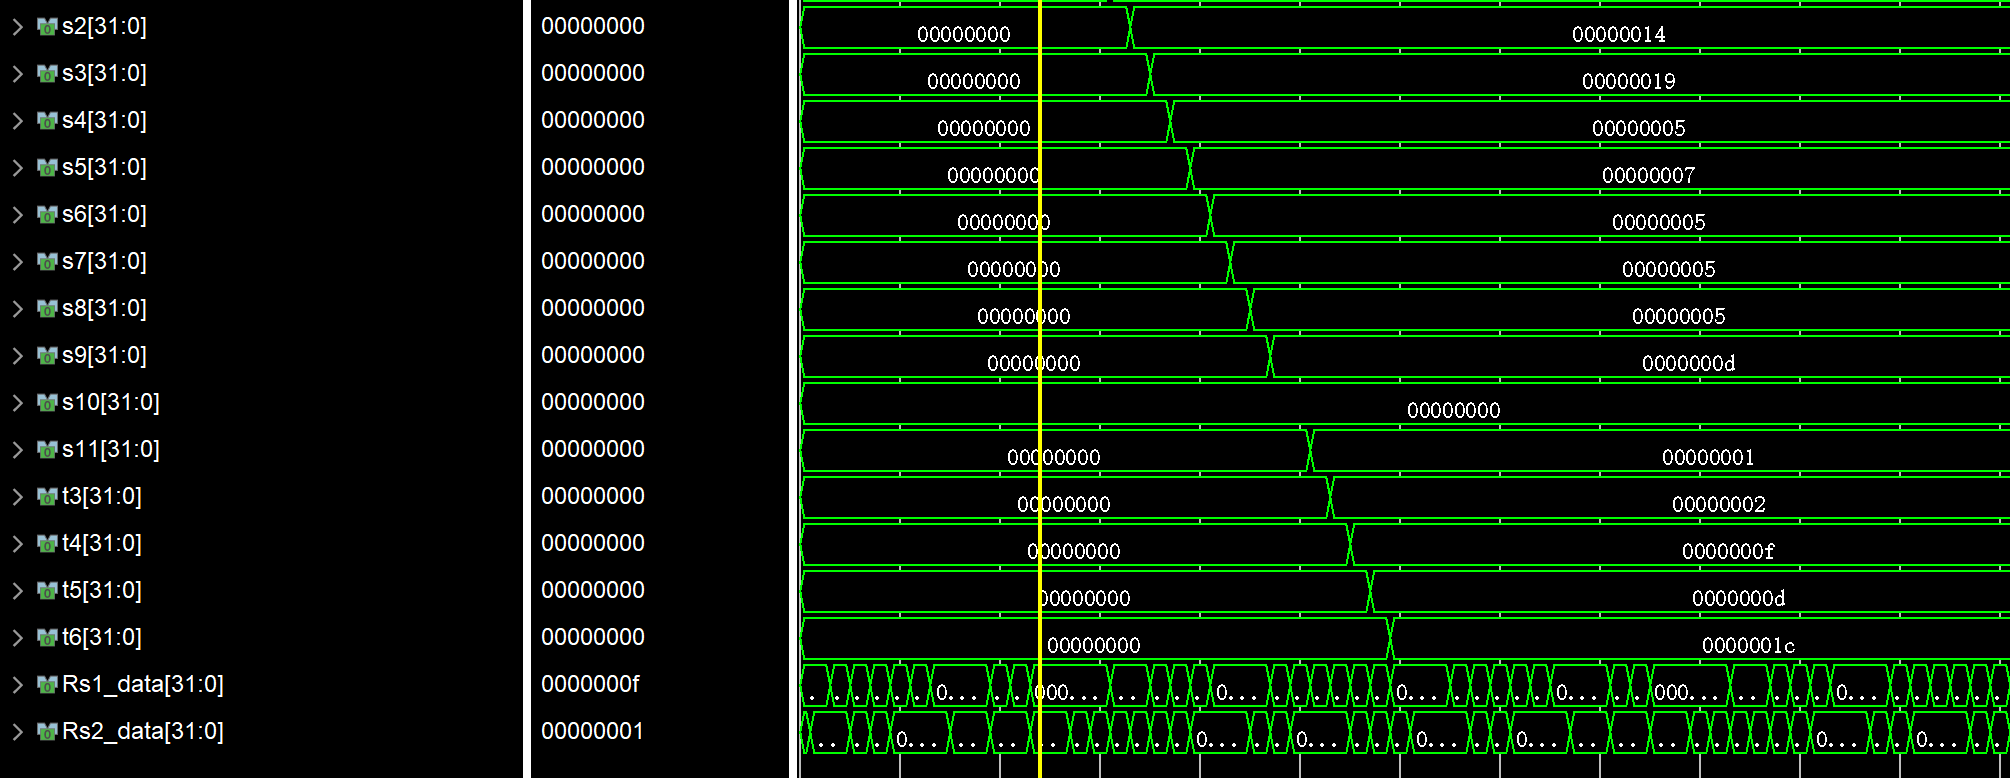 s2[31:0] 00000000 00000000 00000014
s3[31:0] 00000000 00000000 00000019
s4[31:0] 00000000 00000000 00000005
s5[31:0] 00000000 00000000 00000007
s6[31:0] 00000000 00000000 00000005
s7[31:0] 00000000 00000000 00000005
s8[31:0] 00000000 00000000 00000005
s9[31:0] 00000000 00000000 0000000d
s10[31:0] 00000000 00000000
s11[31:0] 00000000 00000000 00000001
t3[31:0] 00000000 00000000 00000002
t4[31:0] 00000000 00000000 0000000f
t5[31:0] 00000000 00000000 0000000d
t6[31:0] 00000000 00000000 0000001c
Rs1_data[31:0] 0000000f . . . . . . 0... . . 000... .. . . . 0... . . . . 0... . . . . 0... . . 000... .. . . . 0... . . . . . .
Rs2_data[31:0] 00000001 .. . . 0... .. .. .. . . . . . 0... . . 0... . . . 0... . . 0... .. .. .. . . . . . 0... . . 0... . .